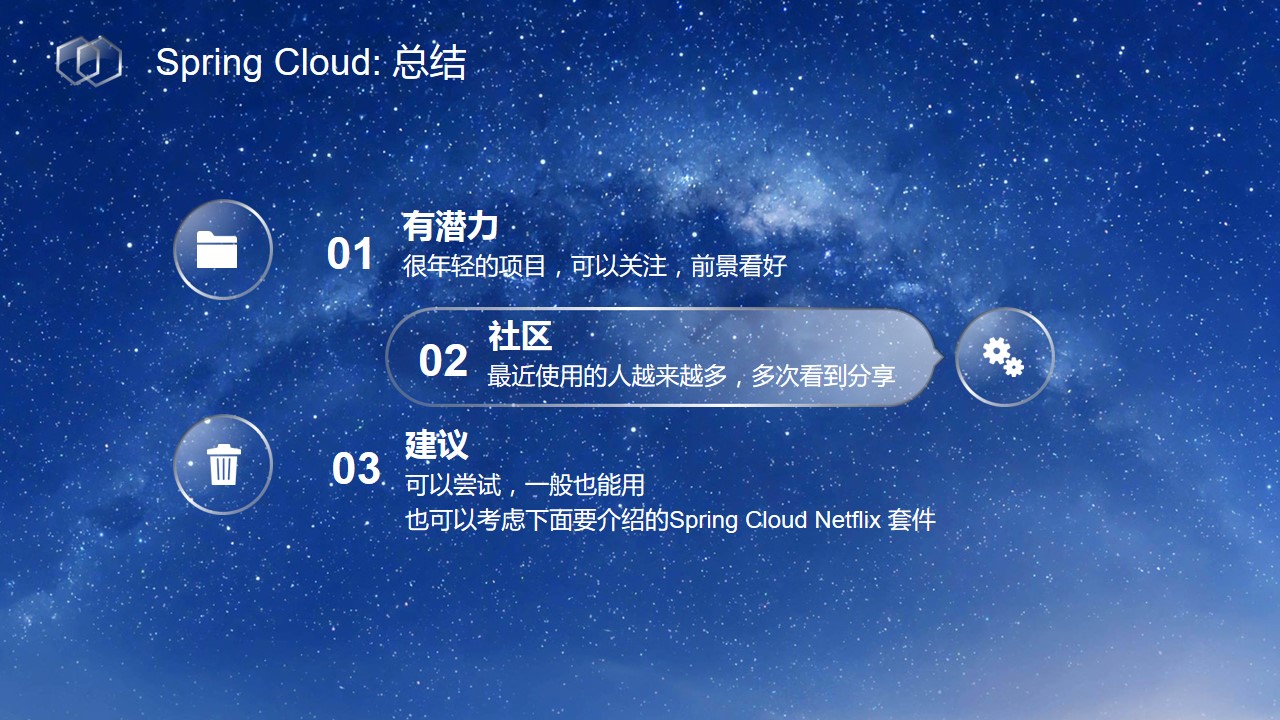 Spring Cloud: 总结
01
有潜力
很年轻的项目，可以关注，前景看好
02
社区
最近使用的人越来越多，多次看到分享
03
建议
可以尝试，一般也能用
也可以考虑下面要介绍的Spring Cloud Netflix 套件